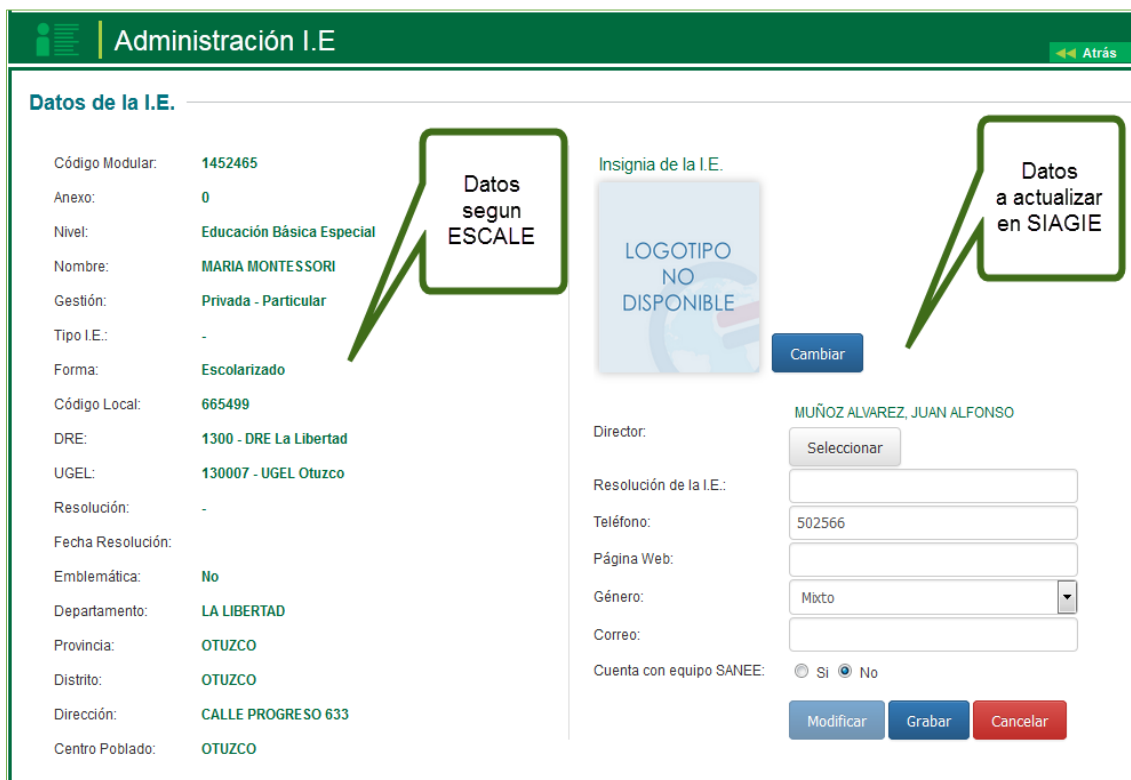 Administración I.E
Atrás
Datos de la I.E.
Código Modular: 1452465
Anexo: 0
Nivel: Educación Básica Especial
Nombre: MARIA MONTESSORI
Gestión: Privada - Particular
Tipo I.E.: -
Forma: Escolarizado
Código Local: 665499
DRE: 1300 - DRE La Libertad
UGEL: 130007 - UGEL Otuzco
Resolución: -
Fecha Resolución:
Emblemática: No
Departamento: LA LIBERTAD
Provincia: OTUZCO
Distrito: OTUZCO
Dirección: CALLE PROGRESO 633
Centro Poblado: OTUZCO
Datos
segun
ESCALE
Insignia de la I.E.
LOGOTIPO
NO
DISPONIBLE
Cambiar
Datos
a actualizar
en SIAGIE
MUÑOZ ALVAREZ, JUAN ALFONSO
Director:
Seleccionar
Resolución de la I.E.:
Teléfono: 502566
Página Web:
Género: Mixto
Correo:
Cuenta con equipo SANEE: Si No
Modificar Grabar Cancelar